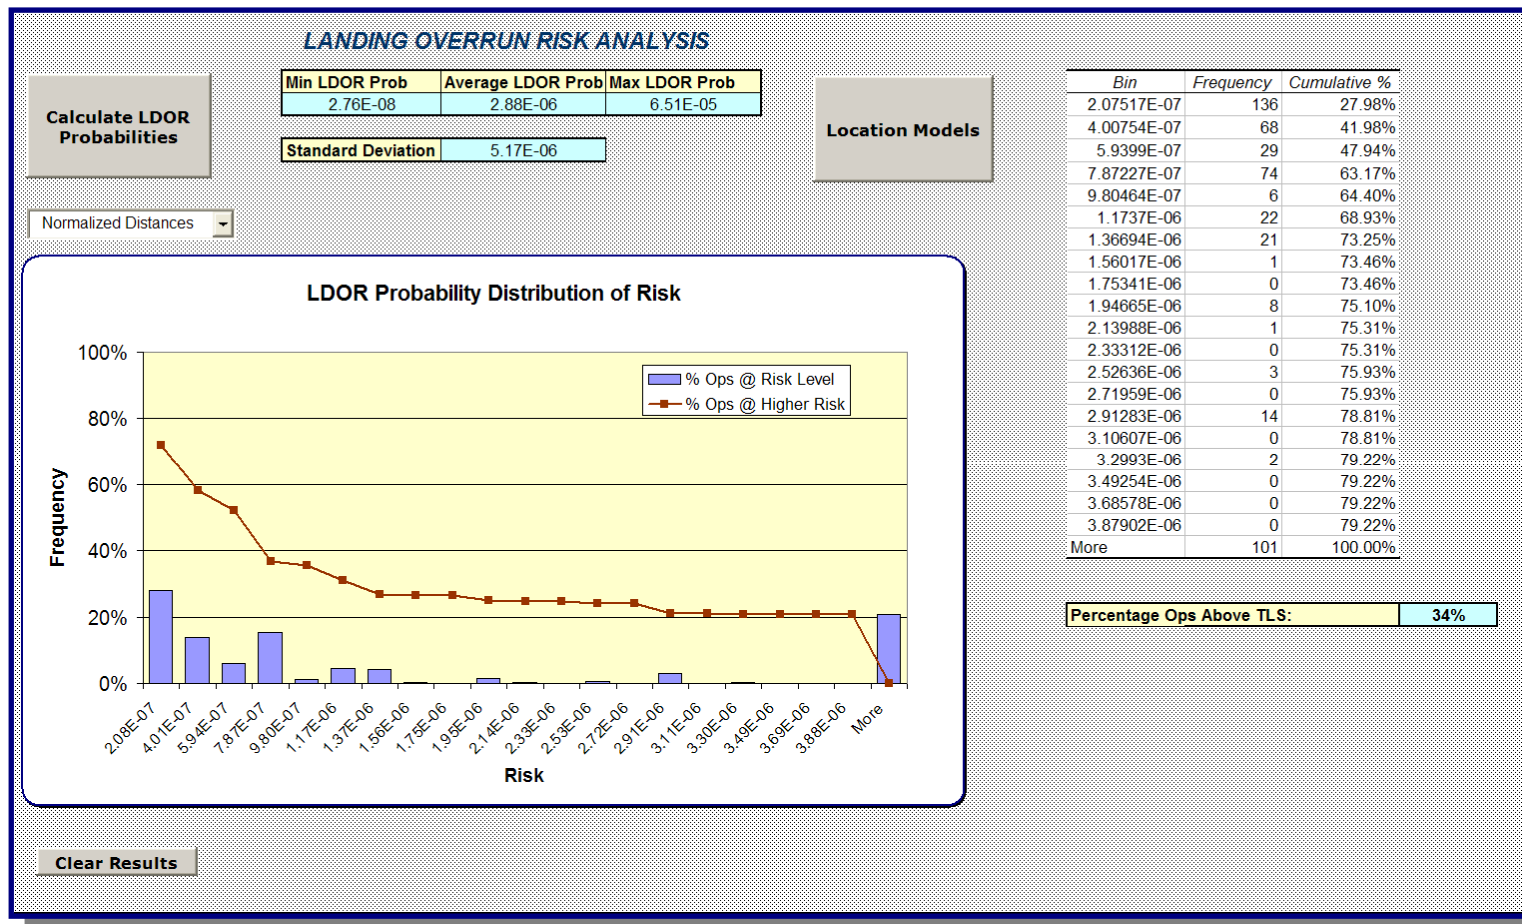 LANDING OVERRUN RISK ANALYSIS
Calculate LDOR
Probabilities
Min LDOR Prob Average LDOR Prob Max LDOR Prob
2.76E-08 2.88E-06 6.51E-05
Standard Deviation 5.17E-06
Location Models
Normalized Distances
LDOR Probability Distribution of Risk
100%
80%
60%
40%
20%
0%
Frequency
% Ops @ Risk Level
% Ops @ Higher Risk
2.08E-07 4.01E-07 5.94E-07 7.87E-07 9.80E-07 1.17E-06 1.37E-06 1.56E-06 1.75E-06 1.95E-06 2.14E-06 2.33E-06 2.53E-06 2.72E-06 2.91E-06 3.11E-06 3.30E-06 3.49E-06 3.69E-06 3.88E-06 More
Risk
Clear Results
Bin Frequency Cumulative %
2.07517E-07 136 27.98%
4.00754E-07 68 41.98%
5.9399E-07 29 47.94%
7.87227E-07 74 63.17%
9.80464E-07 6 64.40%
1.1737E-06 22 68.93%
1.36694E-06 21 73.25%
1.56017E-06 1 73.46%
1.75341E-06 0 73.46%
1.94665E-06 8 75.10%
2.13988E-06 1 75.31%
2.33312E-06 0 75.31%
2.52636E-06 3 75.93%
2.71959E-06 0 75.93%
2.91283E-06 14 78.81%
3.10607E-06 0 78.81%
3.2993E-06 2 79.22%
3.49254E-06 0 79.22%
3.68578E-06 0 79.22%
3.87902E-06 0 79.22%
More 101 100.00%
Percentage Ops Above TLS: 34%